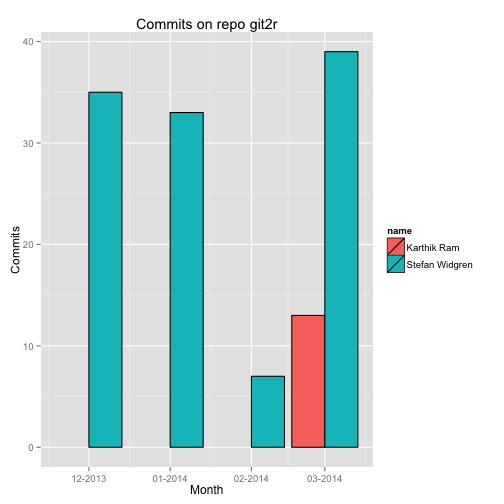 Commits on repo git2r
40
30
20
10
0
Commits
12-2013
01-2014
02-2014
03-2014
Month
name
Karthik Ram
Stefan Widgren